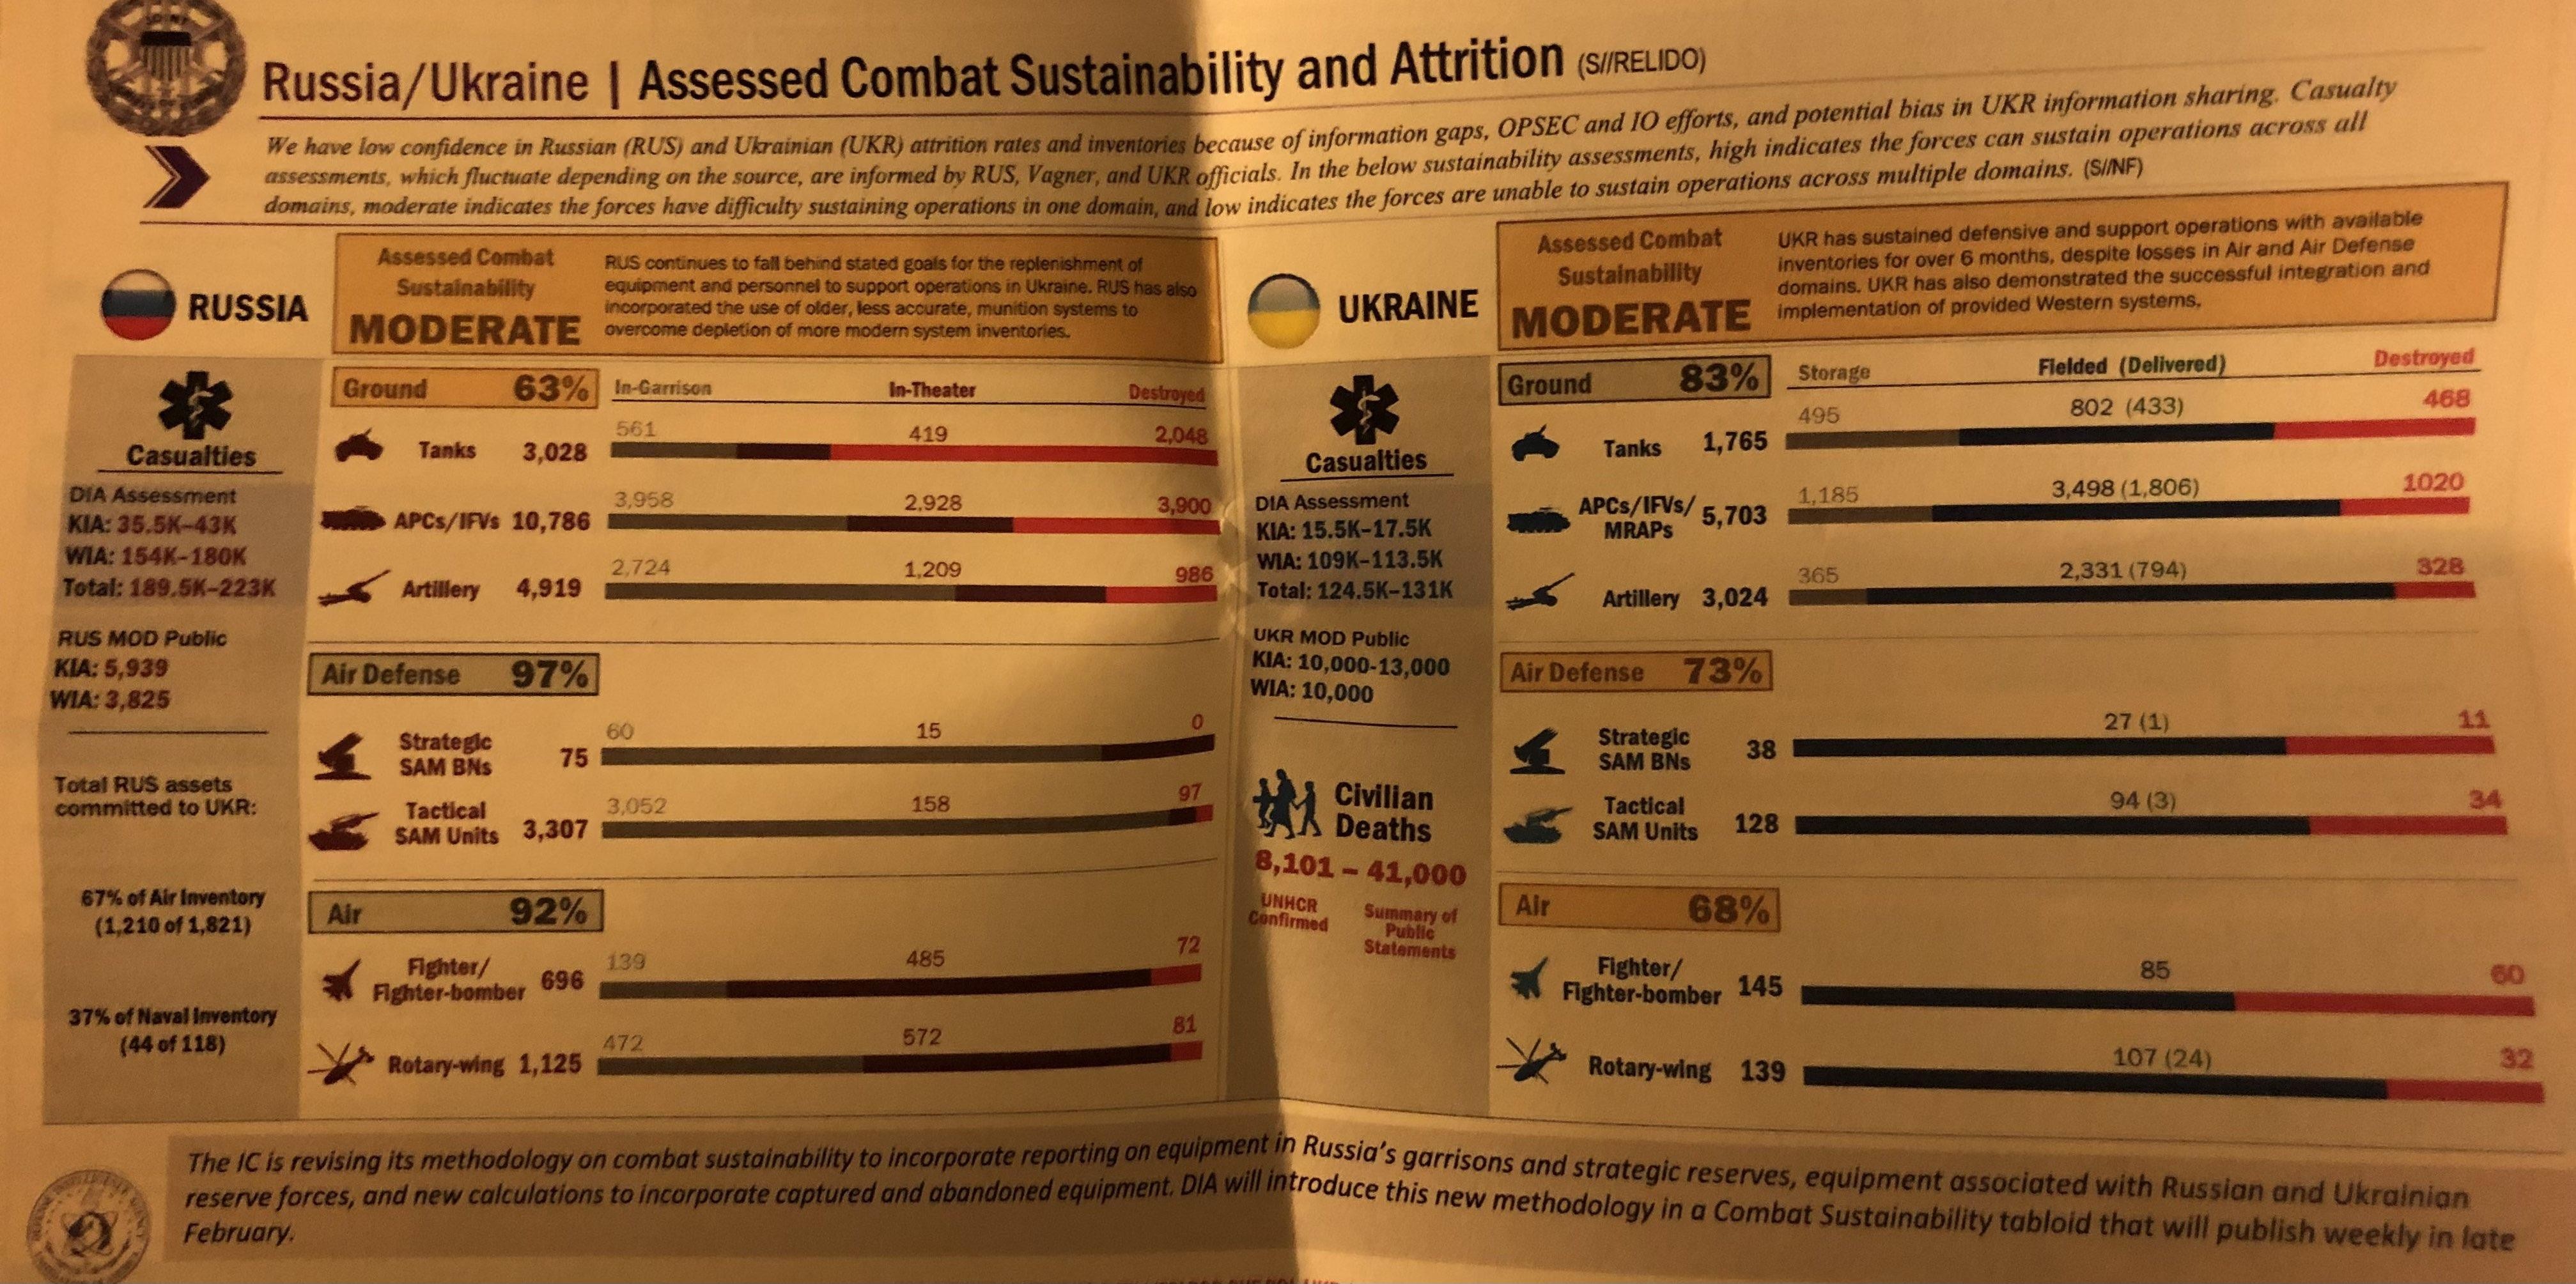 Russia/Ukraine | Assessed Combat Sustainability and Attrition (S//RELIDO)
We have low confidence in Russian (RUS) and Ukrainian (UKR) attrition rates and inventories because of information gaps, OPSEC and IO efforts, and potential bias in UKR information sharing. Casualty
assessments, which fluctuate depending on the source, are informed by RUS, Vagner, and UKR officials. In the below sustainability assessments, high indicates the forces can sustain operations across all
domains, moderate indicates the forces have difficulty sustaining operations in one domain, and low indicates the forces are unable to sustain operations across multiple domains. (S//NF)
RUSSIA
Assessed Combat
Sustainability
MODERATE
RUS continues to fall behind stated goals for the replenishment of
equipment and personnel to support operations in Ukraine. RUS has also
incorporated the use of older, less accurate, munition systems to
overcome depletion of more modern system inventories.
Casualties
DIA Assessment
KIA: 35.5K–43K
WIA: 154K–180K
Total: 189.5K–223K
RUS MOD Public
KIA: 5,939
WIA: 3,825
Total RUS assets
committed to UKR:
67% of Air Inventory
(1,210 of 1,821)
37% of Naval Inventory
(44 of 118)
Ground 63% In-Garrison In-Theater Destroyed
561 419 2,048
Tanks 3,028
3,958 2,928 3,900
APCs/IFVs 10,786
2,724 1,209 986
Artillery 4,919
Air Defense 97%
60 15 0
Strategic
SAM BNs 75
3,052 158 97
Tactical
SAM Units 3,307
Air 92%
139 485 72
Fighter/
Fighter-bomber 696
472 572 81
Rotary-wing 1,125
UKRAINE
Assessed Combat
Sustainability
MODERATE
UKR has sustained defensive and support operations with available
inventories for over 6 months, despite losses in Air and Air Defense
domains. UKR has also demonstrated the successful integration and
implementation of provided Western systems.
Casualties
DIA Assessment
KIA: 15.5K–17.5K
WIA: 109K–113.5K
Total: 124.5K–131K
UKR MOD Public
KIA: 10,000-13,000
WIA: 10,000
Civilian
Deaths
8,101 – 41,000
UNHCR
Confirmed
Summary of
Public
Statements
Ground 83% Storage Fielded (Delivered) Destroyed
495 802 (433) 468
Tanks 1,765
1,185 3,498 (1,806) 1020
APCs/IFVs/
MRAPs 5,703
365 2,331 (794) 328
Artillery 3,024
Air Defense 73%
27 (1) 11
Strategic
SAM BNs 38
94 (3) 34
Tactical
SAM Units 128
Air 68%
85 60
Fighter/
Fighter-bomber 145
107 (24) 32
Rotary-wing 139
The IC is revising its methodology on combat sustainability to incorporate reporting on equipment in Russia's garrisons and strategic reserves, equipment associated with Russian and Ukrainian
reserve forces, and new calculations to incorporate captured and abandoned equipment. DIA will introduce this new methodology in a Combat Sustainability tabloid that will publish weekly in late
February.